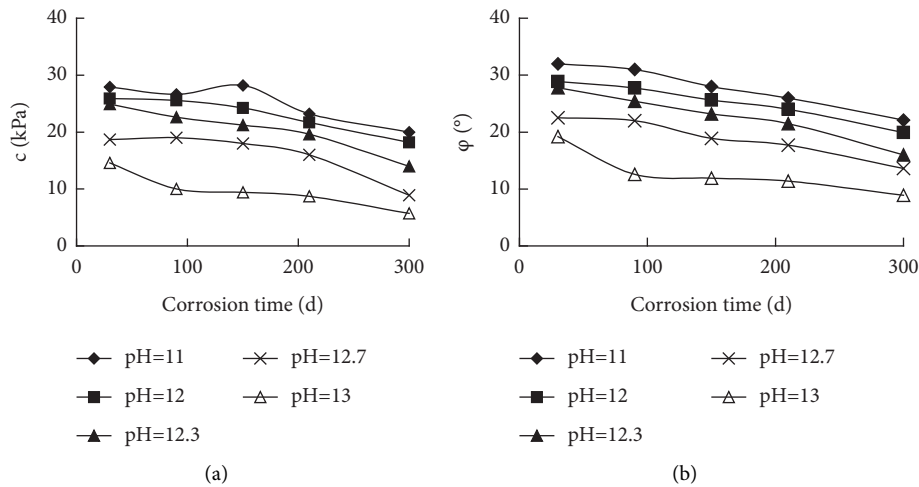 40
30
20
10
0
c (kPa)
0 100 200 300
Corrosion time (d)
pH=11 pH=12.7
pH=12 pH=13
pH=12.3
(a)
40
30
20
10
0
φ (°)
0 100 200 300
Corrosion time (d)
pH=11 pH=12.7
pH=12 pH=13
pH=12.3
(b)